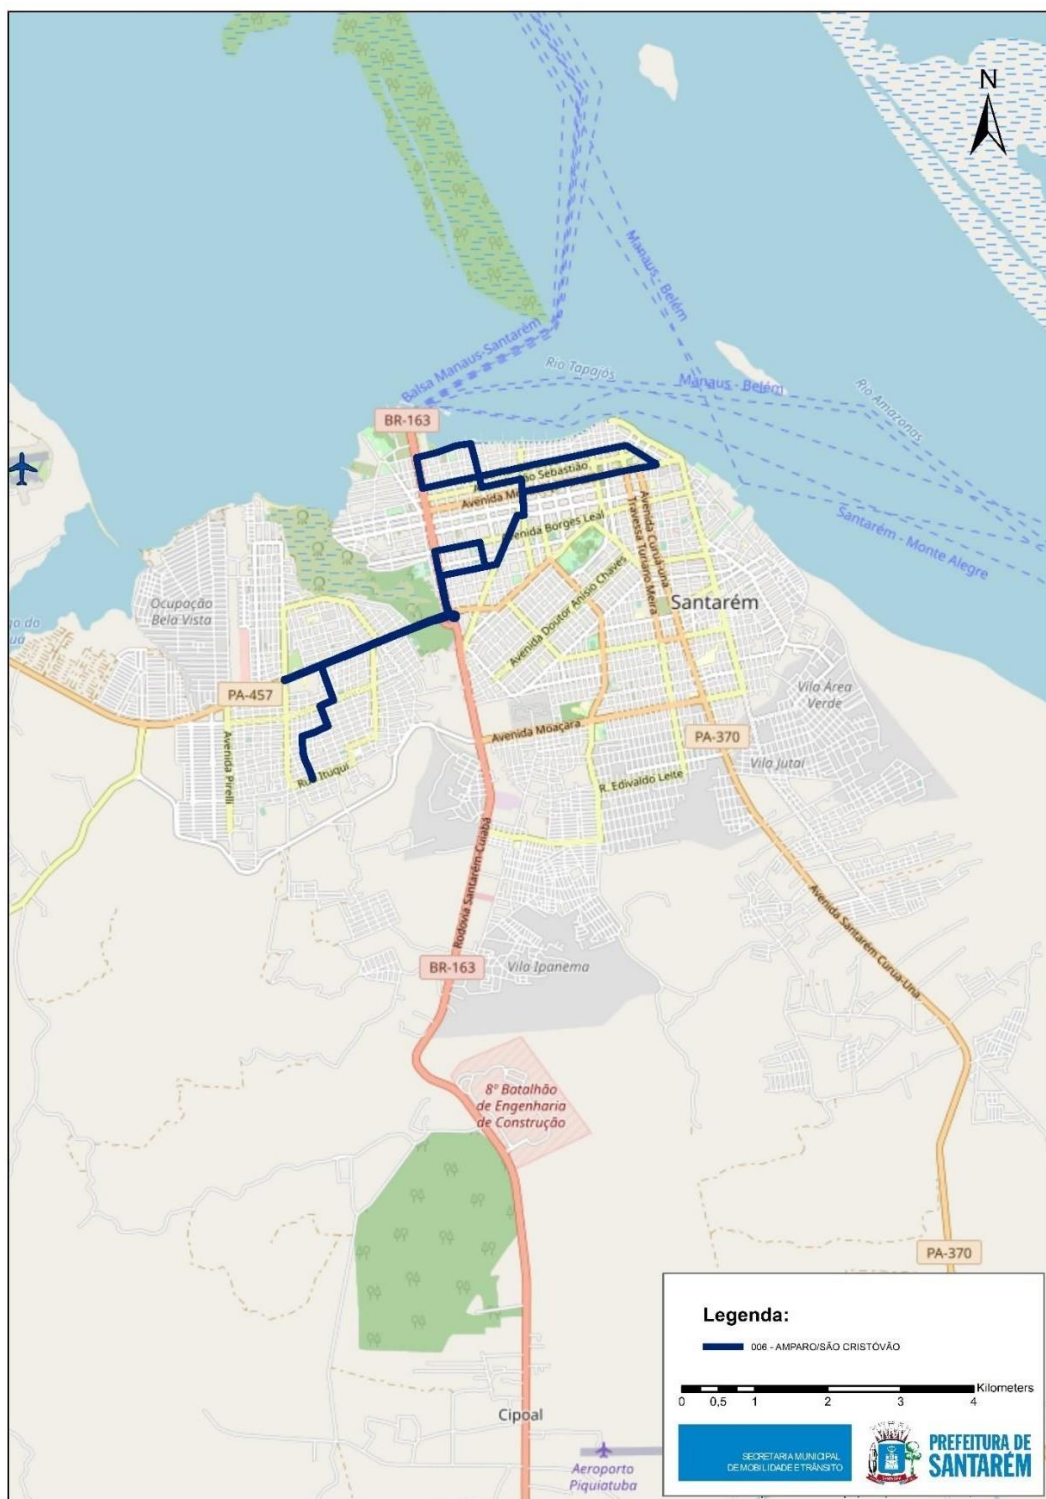 N
Manaus - Belém
Balsa Manaus-Santarém
Rio Tapajós
Manaus - Belém
Rio Amazonas
BR-163
São Sebastião
Avenida
Santarém - Monte Alegre
Avenida Borges Leal
Avenida Curuá-una
Travessa Turiano Meira
Avenida Doutor Anísio Chaves
Santarém
Ocupação
Bela Vista
PA-457
Vila Área
Verde
Avenida Moaçara
PA-370
Vila Jutaí
Avenida Pirelli
Rua Ituqui
R. Edivaldo Leite
Rodovia Santarém-Cuiabá
Avenida Santarém Curuá-Una
BR-163
Vila Ipanema
8º Batalhão
de Engenharia
de Construção
PA-370
Cipoal
Aeroporto
Piquiatuba
Legenda:
006 - AMPARO/SÃO CRISTÓVÃO
Kilometers
0 0,5 1 2 3 4
SECRETARIA MUNICIPAL
DE MOBILIDADE E TRÂNSITO
PREFEITURA DE
SANTARÉM